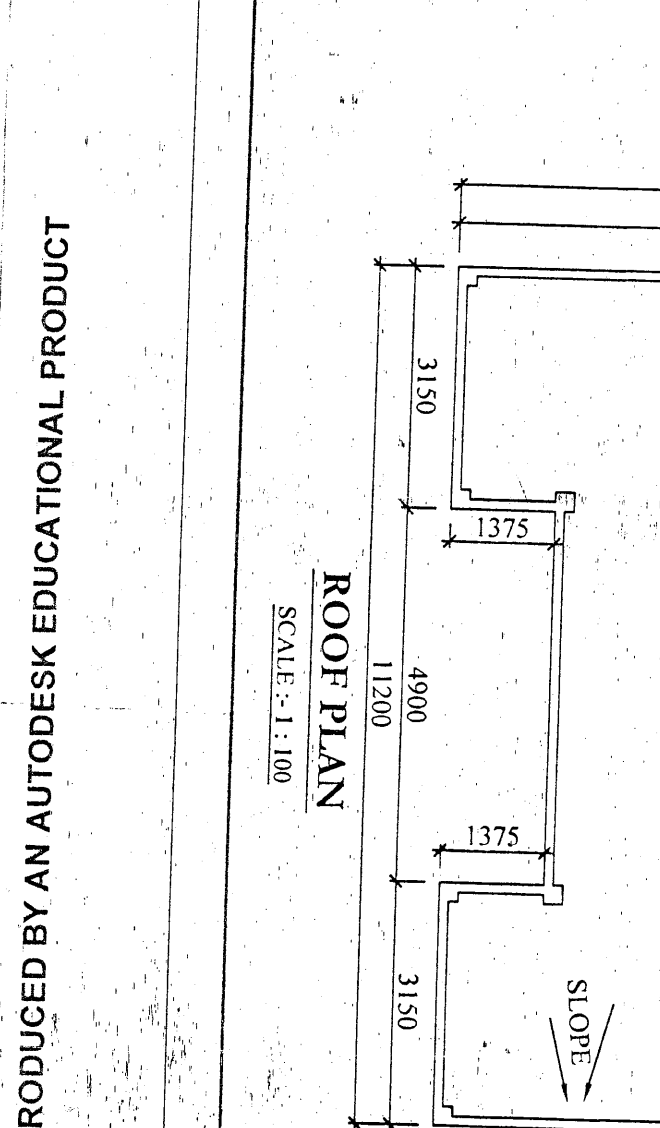 3150
1375
4900
11200
1375
3150
SLOPE
ROOF PLAN
SCALE :- 1 : 100
RODUCED BY AN AUTODESK EDUCATIONAL PRODUCT